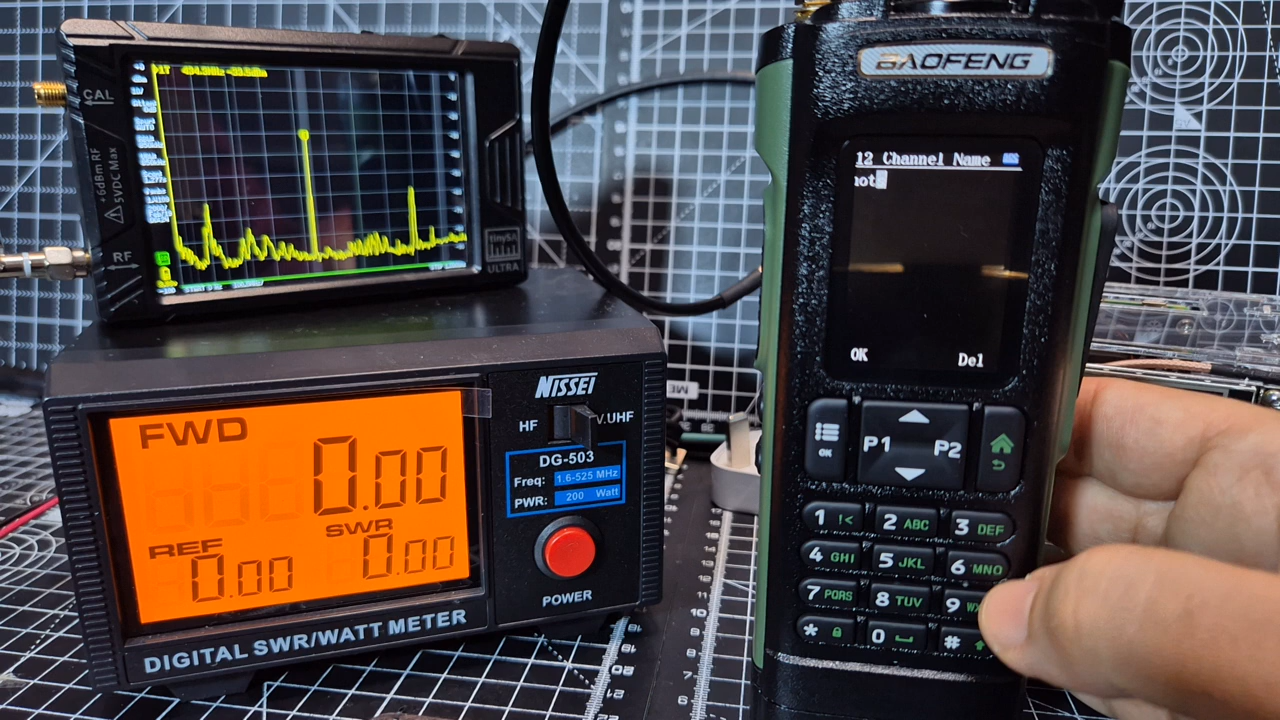 CAL
+6dBm RF
5VDC Max
RF
tinySA
ULTRA
NISSEI
HF
V.UHF
DG-503
Freq: 1.6-525 MHz
PWR: 200 Watt
POWER
FWD
0.00
SWR
REF
0.00
0.00
DIGITAL SWR/WATT METER
BAOFENG
12 Channel Name
not
OK
Del
OK
P1
P2
1
2 ABC
3 DEF
4 GHI
5 JKL
6 MNO
7 PQRS
8 TUV
9
*
0
#